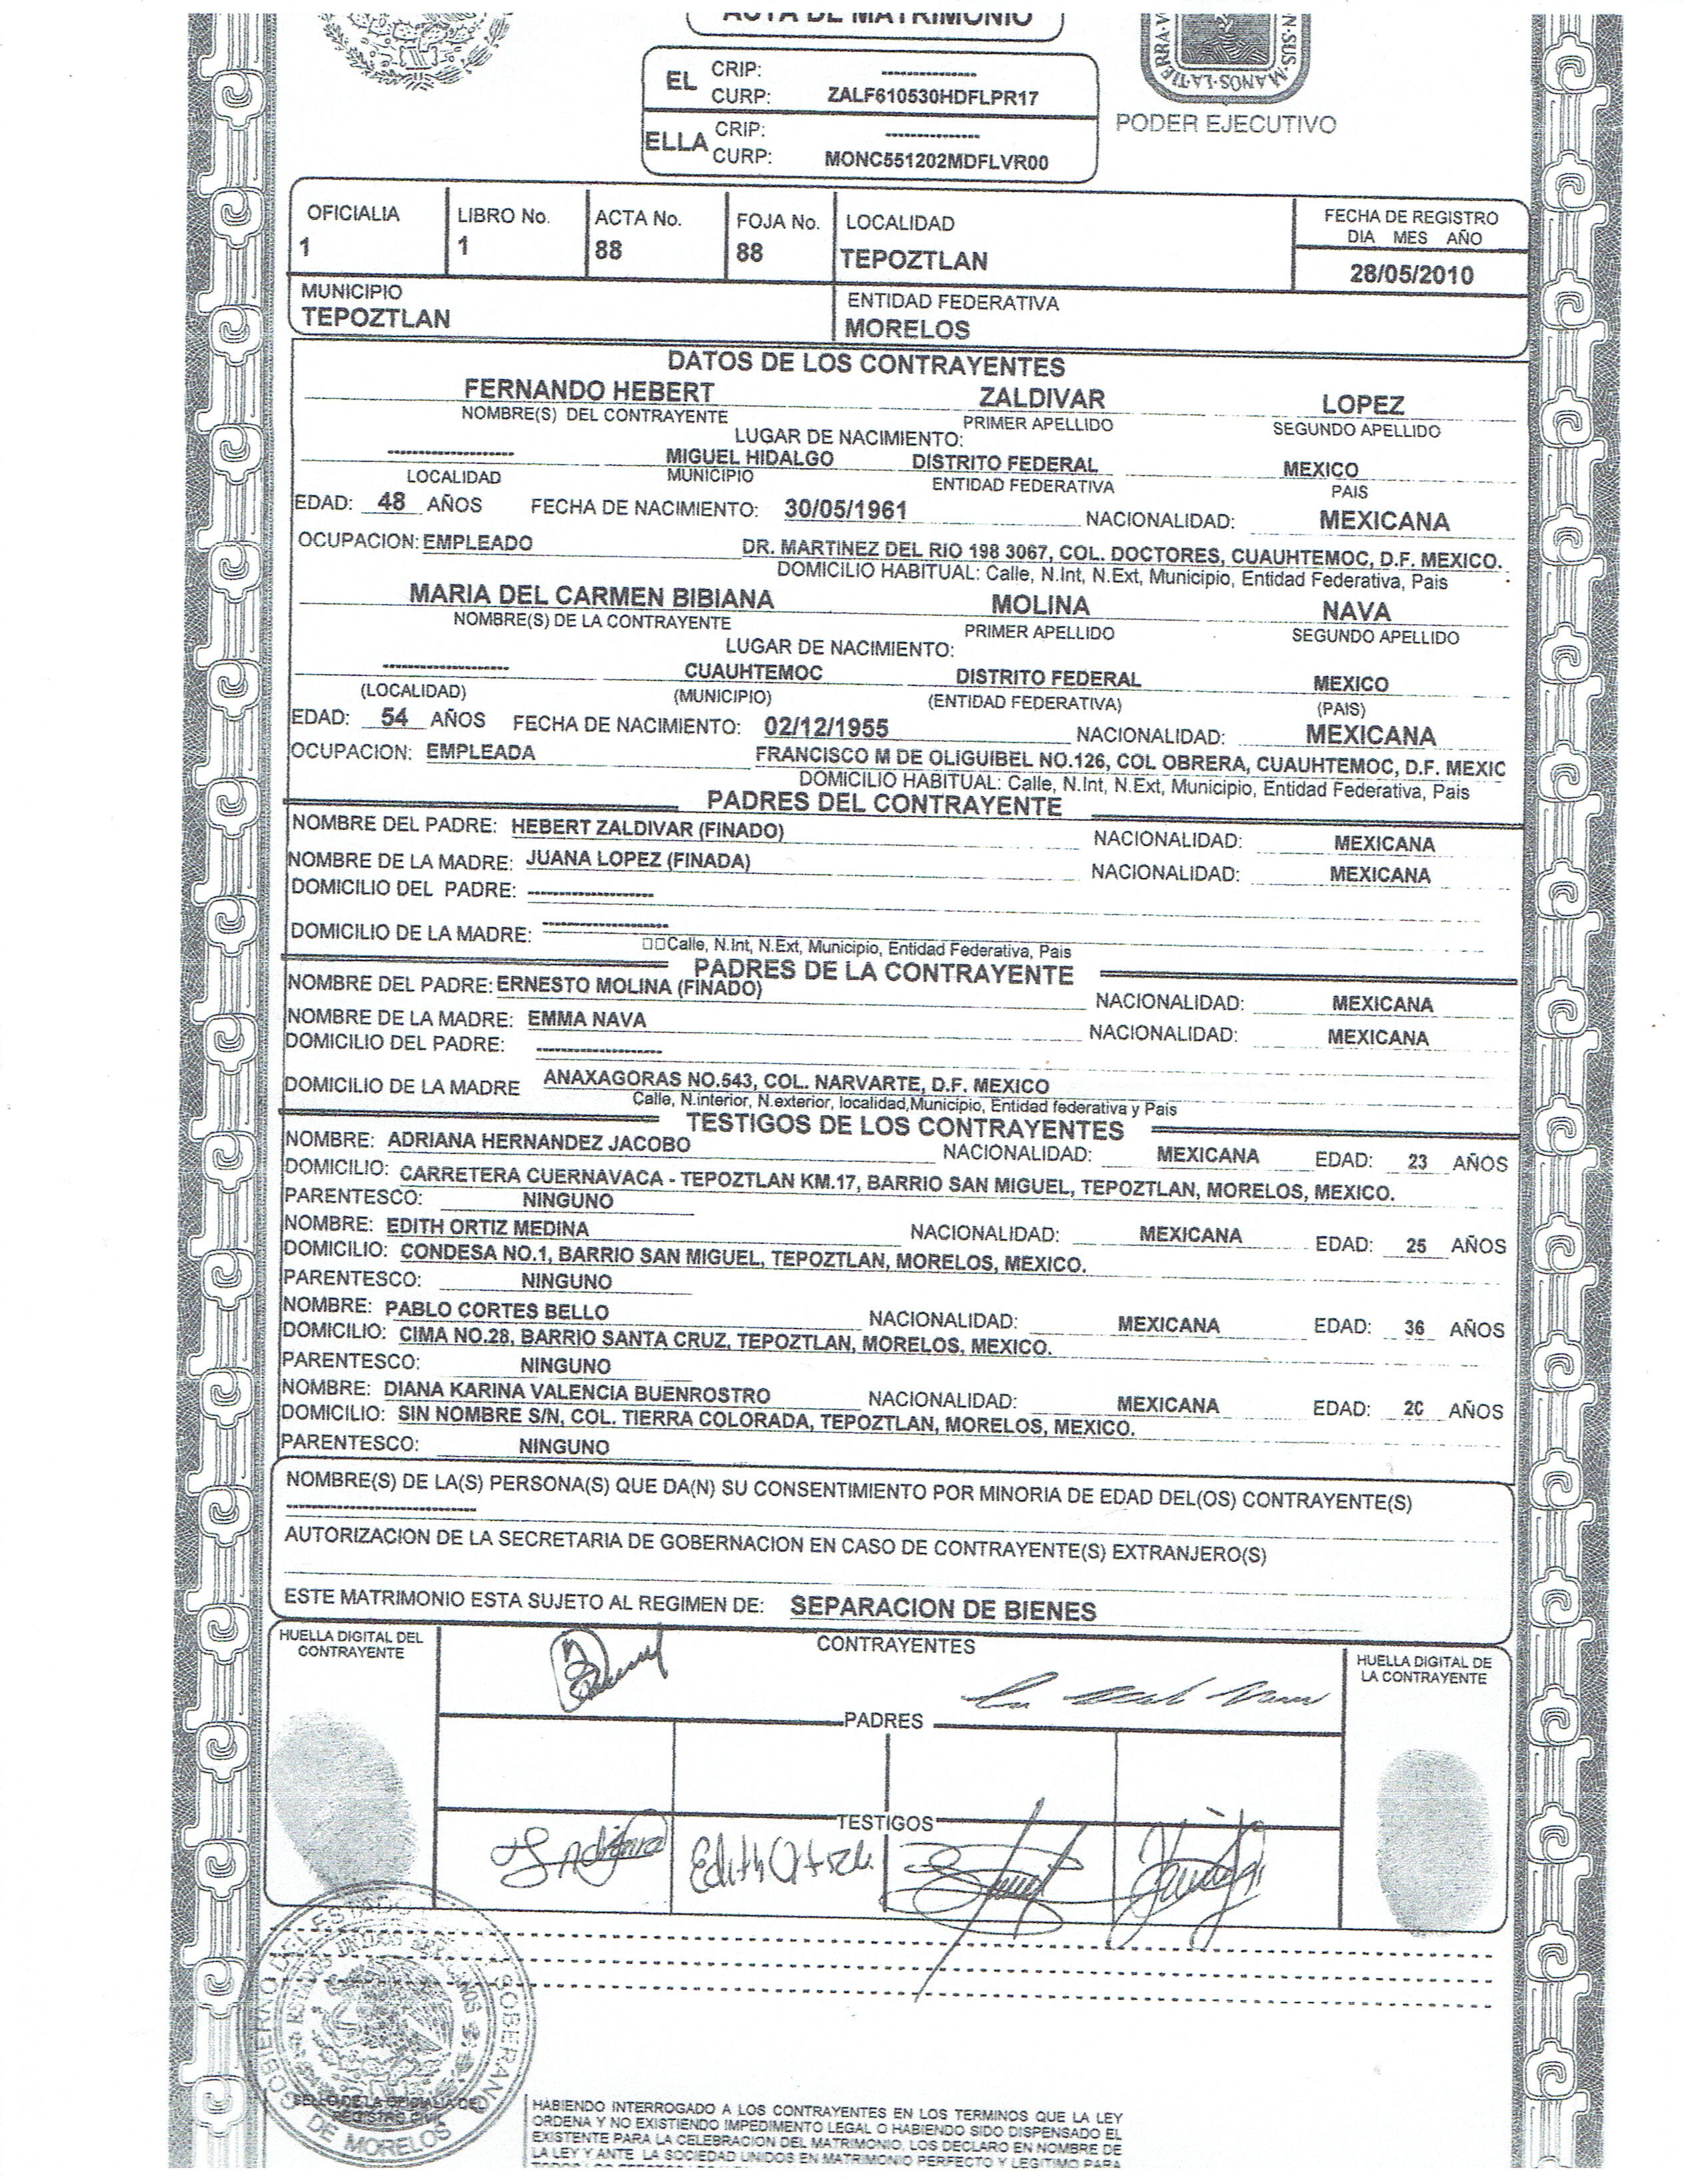 ACTA DE MATRIMONIO
TIERRA
SUS·MANOS·LA
PODER EJECUTIVO
EL CRIP: --------------
CURP: ZALF610530HDFLPR17
ELLA CRIP: --------------
CURP: MONC551202MDFLVR00
OFICIALIA LIBRO No. ACTA No. FOJA No. LOCALIDAD FECHA DE REGISTRO
DIA MES AÑO
1 1 88 88 TEPOZTLAN 28/05/2010
MUNICIPIO ENTIDAD FEDERATIVA
TEPOZTLAN MORELOS
DATOS DE LOS CONTRAYENTES
FERNANDO HEBERT ZALDIVAR LOPEZ
NOMBRE(S) DEL CONTRAYENTE PRIMER APELLIDO SEGUNDO APELLIDO
LUGAR DE NACIMIENTO:
------------------- MIGUEL HIDALGO DISTRITO FEDERAL MEXICO
LOCALIDAD MUNICIPIO ENTIDAD FEDERATIVA PAIS
EDAD: 48 AÑOS FECHA DE NACIMIENTO: 30/05/1961 NACIONALIDAD: MEXICANA
OCUPACION: EMPLEADO DR. MARTINEZ DEL RIO 198 3067, COL. DOCTORES, CUAUHTEMOC, D.F. MEXICO.
DOMICILIO HABITUAL: Calle, N.Int, N.Ext, Municipio, Entidad Federativa, Pais
MARIA DEL CARMEN BIBIANA MOLINA NAVA
NOMBRE(S) DE LA CONTRAYENTE PRIMER APELLIDO SEGUNDO APELLIDO
LUGAR DE NACIMIENTO:
------------------- CUAUHTEMOC DISTRITO FEDERAL MEXICO
(LOCALIDAD) (MUNICIPIO) (ENTIDAD FEDERATIVA) (PAIS)
EDAD: 54 AÑOS FECHA DE NACIMIENTO: 02/12/1955 NACIONALIDAD: MEXICANA
OCUPACION: EMPLEADA FRANCISCO M DE OLIGUIBEL NO.126, COL OBRERA, CUAUHTEMOC, D.F. MEXIC
DOMICILIO HABITUAL: Calle, N.Int, N.Ext, Municipio, Entidad Federativa, Pais
PADRES DEL CONTRAYENTE
NOMBRE DEL PADRE: HEBERT ZALDIVAR (FINADO) NACIONALIDAD: MEXICANA
NOMBRE DE LA MADRE: JUANA LOPEZ (FINADA) NACIONALIDAD: MEXICANA
DOMICILIO DEL PADRE: -------------------
DOMICILIO DE LA MADRE: -------------------
□□Calle, N.Int, N.Ext, Municipio, Entidad Federativa, Pais
PADRES DE LA CONTRAYENTE
NOMBRE DEL PADRE: ERNESTO MOLINA (FINADO) NACIONALIDAD: MEXICANA
NOMBRE DE LA MADRE: EMMA NAVA NACIONALIDAD: MEXICANA
DOMICILIO DEL PADRE: -------------------
DOMICILIO DE LA MADRE ANAXAGORAS NO.543, COL. NARVARTE, D.F. MEXICO
Calle, N.interior, N.exterior, localidad,Municipio, Entidad federativa y Pais
TESTIGOS DE LOS CONTRAYENTES
NOMBRE: ADRIANA HERNANDEZ JACOBO NACIONALIDAD: MEXICANA EDAD: 23 AÑOS
DOMICILIO: CARRETERA CUERNAVACA - TEPOZTLAN KM.17, BARRIO SAN MIGUEL, TEPOZTLAN, MORELOS, MEXICO.
PARENTESCO: NINGUNO
NOMBRE: EDITH ORTIZ MEDINA NACIONALIDAD: MEXICANA EDAD: 25 AÑOS
DOMICILIO: CONDESA NO.1, BARRIO SAN MIGUEL, TEPOZTLAN, MORELOS, MEXICO.
PARENTESCO: NINGUNO
NOMBRE: PABLO CORTES BELLO NACIONALIDAD: MEXICANA EDAD: 36 AÑOS
DOMICILIO: CIMA NO.28, BARRIO SANTA CRUZ, TEPOZTLAN, MORELOS, MEXICO.
PARENTESCO: NINGUNO
NOMBRE: DIANA KARINA VALENCIA BUENROSTRO NACIONALIDAD: MEXICANA EDAD: 20 AÑOS
DOMICILIO: SIN NOMBRE S/N, COL. TIERRA COLORADA, TEPOZTLAN, MORELOS, MEXICO.
PARENTESCO: NINGUNO
NOMBRE(S) DE LA(S) PERSONA(S) QUE DA(N) SU CONSENTIMIENTO POR MINORIA DE EDAD DEL(OS) CONTRAYENTE(S)
-----------------------------
AUTORIZACION DE LA SECRETARIA DE GOBERNACION EN CASO DE CONTRAYENTE(S) EXTRANJERO(S)
ESTE MATRIMONIO ESTA SUJETO AL REGIMEN DE: SEPARACION DE BIENES
HUELLA DIGITAL DEL CONTRAYENTE
CONTRAYENTES
HUELLA DIGITAL DE LA CONTRAYENTE
PADRES
TESTIGOS
Edith Ortiz
GOBIERNO DEL ESTADO SOBERANO DE MORELOS
ESTADOS UNIDOS MEXICANOS
SELLO DE LA OFICIALIA DEL
REGISTRO CIVIL
HABIENDO INTERROGADO A LOS CONTRAYENTES EN LOS TERMINOS QUE LA LEY
ORDENA Y NO EXISTIENDO IMPEDIMENTO LEGAL O HABIENDO SIDO DISPENSADO EL
EXISTENTE PARA LA CELEBRACION DEL MATRIMONIO, LOS DECLARO EN NOMBRE DE
LA LEY Y ANTE LA SOCIEDAD UNIDOS EN MATRIMONIO PERFECTO Y LEGITIMO PARA